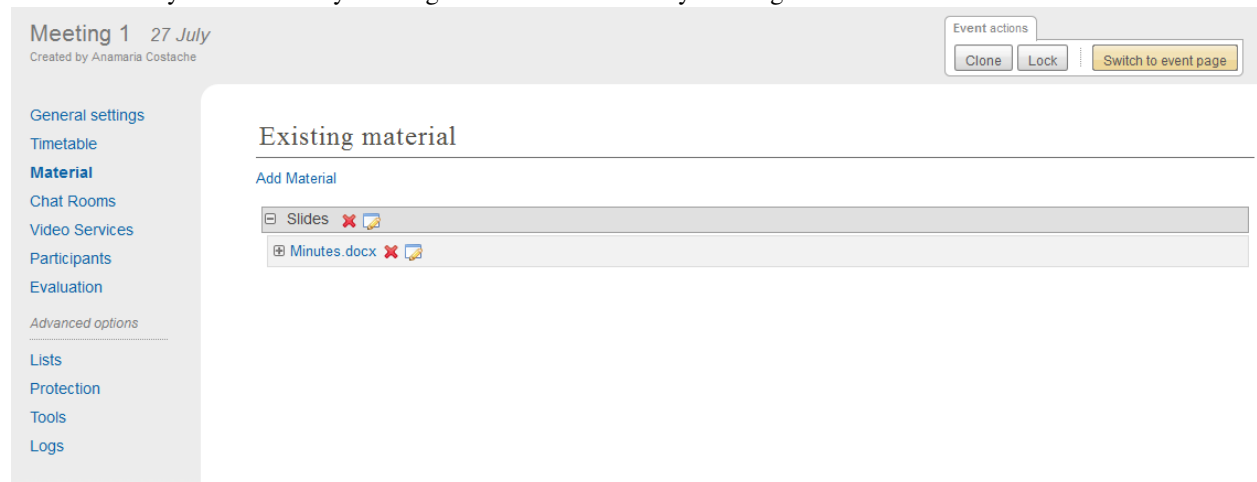 Meeting 1 27 July
Created by Anamaria Costache
Event actions
Clone Lock Switch to event page
General settings
Timetable
Material
Chat Rooms
Video Services
Participants
Evaluation
Advanced options
Lists
Protection
Tools
Logs
Existing material
Add Material
Slides
Minutes.docx